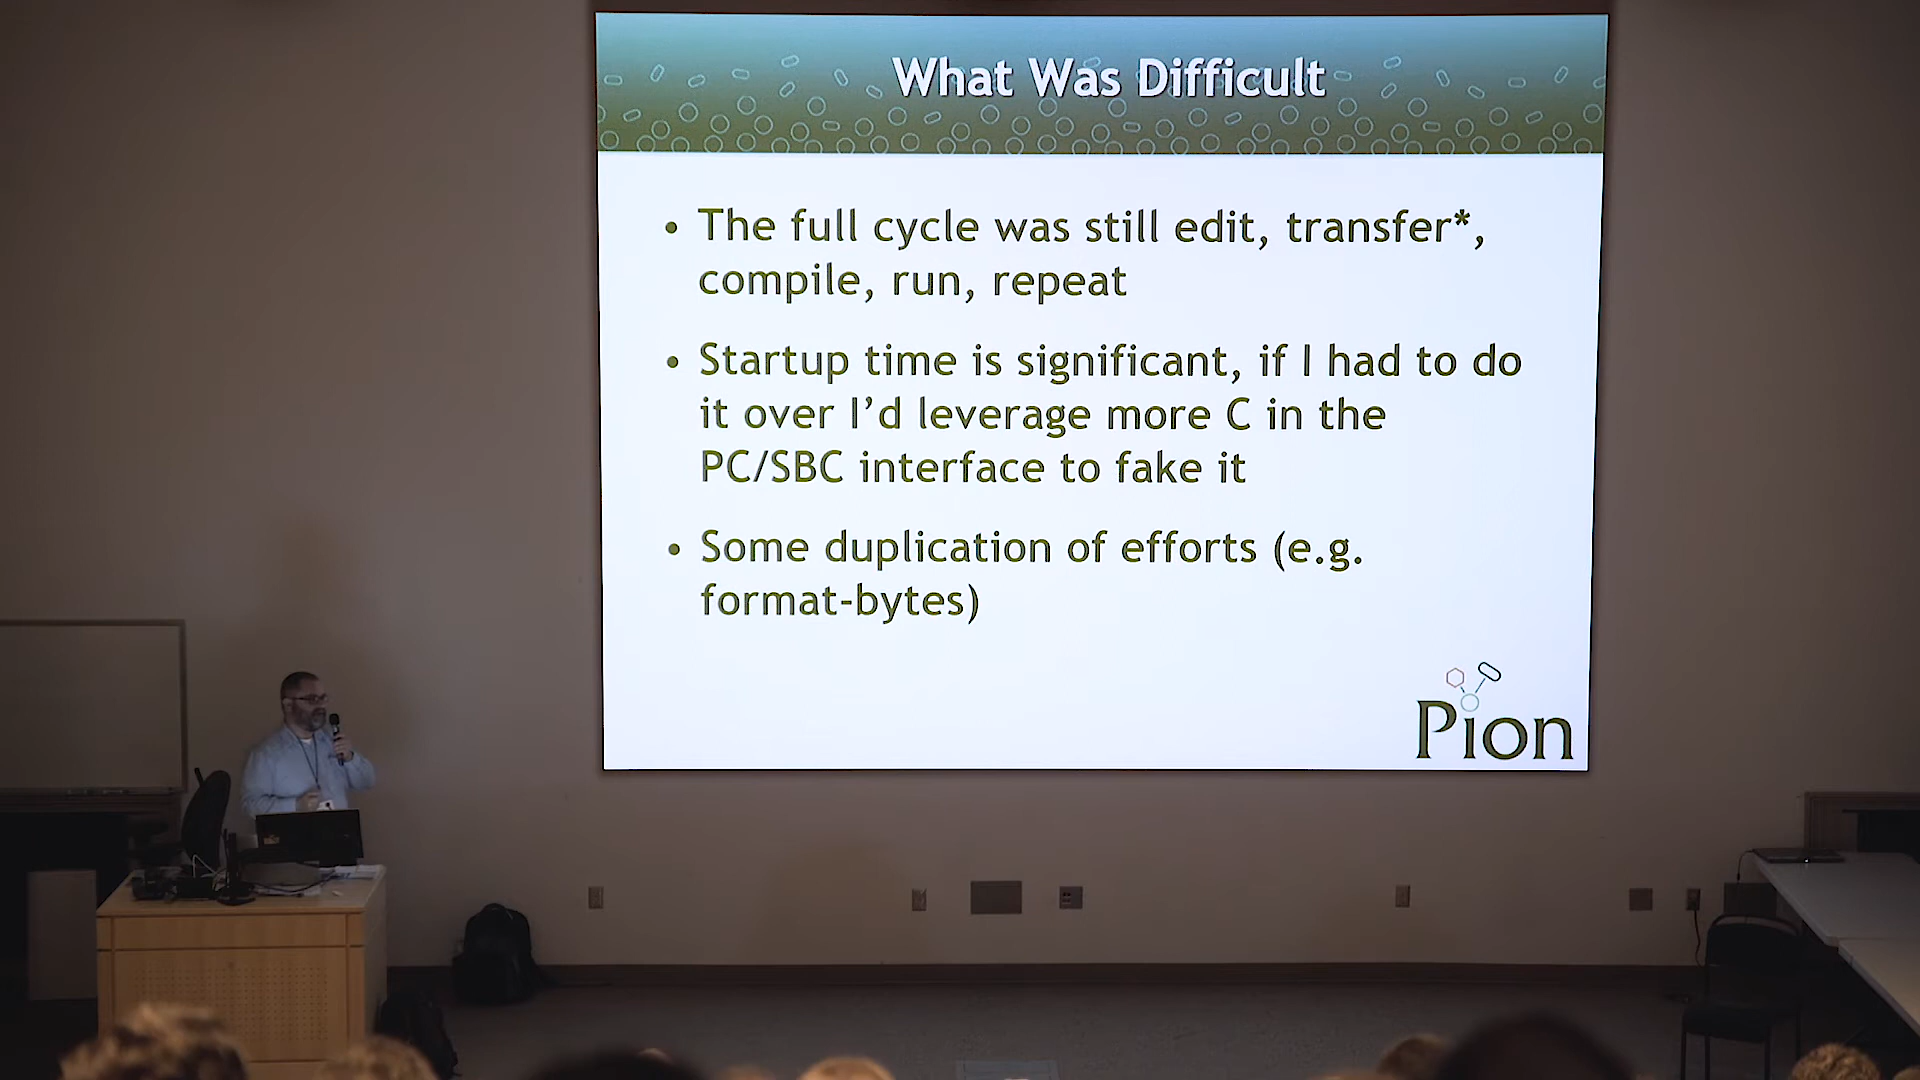 What Was Difficult
• The full cycle was still edit, transfer*,
compile, run, repeat
• Startup time is significant, if I had to do
it over I’d leverage more C in the
PC/SBC interface to fake it
• Some duplication of efforts (e.g.
format-bytes)
Pion